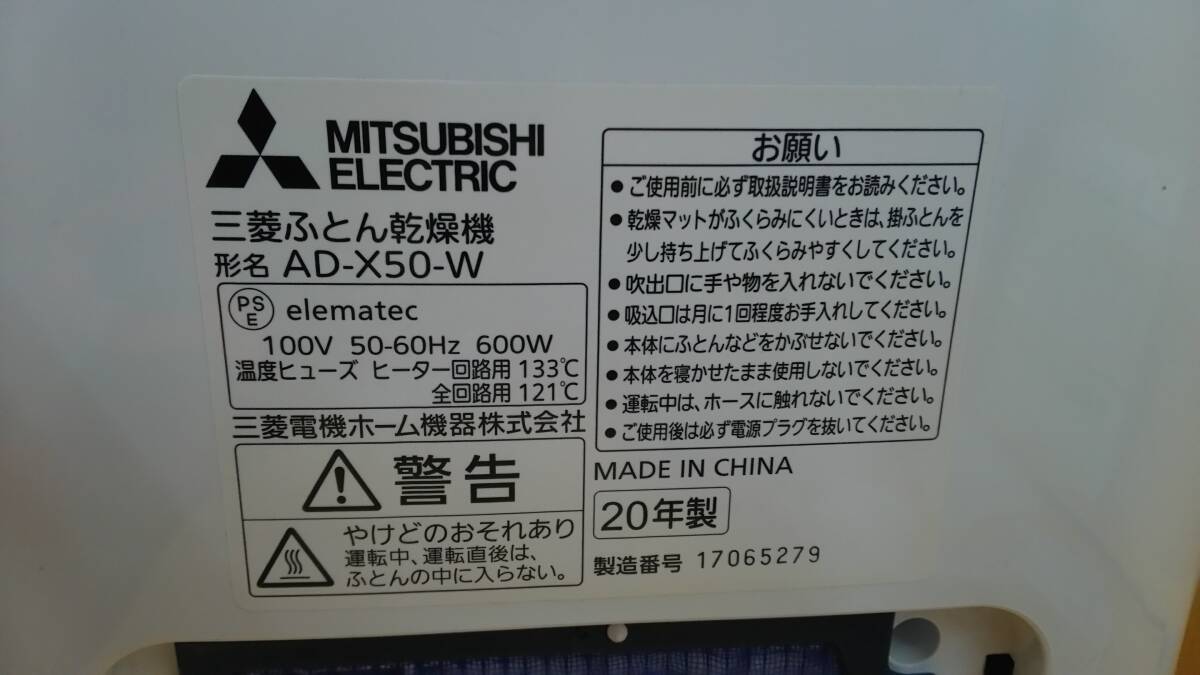 MITSUBISHI
ELECTRIC
三菱ふとん乾燥機
形名 AD-X50-W
PS
E
elematec
100V 50-60Hz 600W
温度ヒューズ ヒーター回路用 133℃
全回路用 121℃
三菱電機ホーム機器株式会社
警告
やけどのおそれあり
運転中、運転直後は、
ふとんの中に入らない。
お願い
●ご使用前に必ず取扱説明書をお読みください。
●乾燥マットがふくらみにくいときは、掛ふとんを
少し持ち上げてふくらみやすくしてください。
●吹出口に手や物を入れないでください。
●吸込口は月に1回程度お手入れしてください。
●本体にふとんなどをかぶせないでください。
●本体を寝かせたまま使用しないでください。
●運転中は、ホースに触れないでください。
●ご使用後は必ず電源プラグを抜いてください。
MADE IN CHINA
20年製
製造番号 17065279